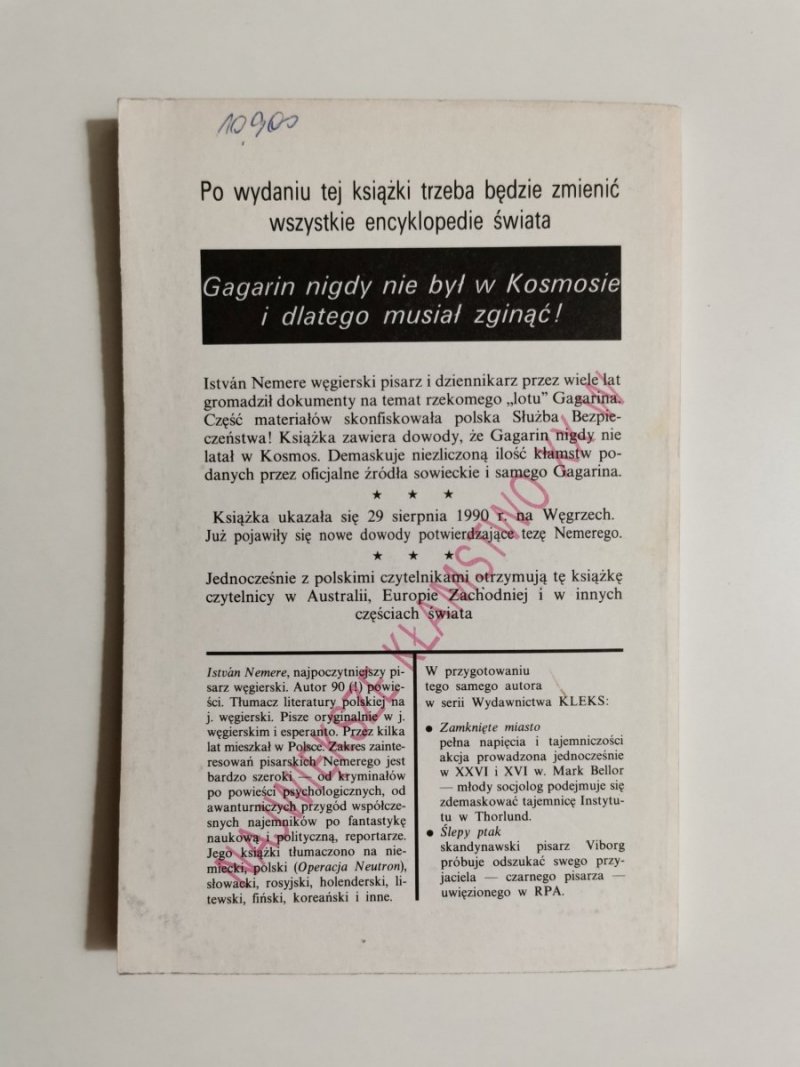 10900
Po wydaniu tej książki trzeba będzie zmienić
wszystkie encyklopedie świata
Gagarin nigdy nie był w Kosmosie
i dlatego musiał zginąć!
István Nemere węgierski pisarz i dziennikarz przez wiele lat
gromadził dokumenty na temat rzekomego „lotu” Gagarina.
Część materiałów skonfiskowała polska Służba Bezpie-
czeństwa! Książka zawiera dowody, że Gagarin nigdy nie
latał w Kosmos. Demaskuje niezliczoną ilość kłamstw po-
danych przez oficjalne źródła sowieckie i samego Gagarina.
★ ★ ★
Książka ukazała się 29 sierpnia 1990 r. na Węgrzech.
Już pojawiły się nowe dowody potwierdzające tezę Nemerego.
★ ★ ★
Jednocześnie z polskimi czytelnikami otrzymują tę książkę
czytelnicy w Australii, Europie Zachodniej i w innych
częściach świata
NAJWIĘKSZE KŁAMSTWO XX W
István Nemere, najpoczytniejszy pi-
sarz węgierski. Autor 90 (!) powie-
ści. Tłumacz literatury polskiej na
j. węgierski. Pisze oryginalnie w j.
węgierskim i esperanto. Przez kilka
lat mieszkał w Polsce. Zakres zainte-
resowań pisarskich Nemerego jest
bardzo szeroki — od kryminałów
po powieści psychologicznych, od
awanturniczych przygód współcze-
snych najemników po fantastykę
naukową i polityczną, reportarze.
Jego książki tłumaczono na nie-
miecki, polski (Operacja Neutron),
słowacki, rosyjski, holenderski, li-
tewski, fiński, koreański i inne.
W przygotowaniu
tego samego autora
w serii Wydawnictwa KLEKS:
● Zamknięte miasto
pełna napięcia i tajemniczości
akcja prowadzona jednocześnie
w XXVI i XVI w. Mark Bellor
— młody socjolog podejmuje się
zdemaskować tajemnicę Instytu-
tu w Thorlund.
● Ślepy ptak
skandynawski pisarz Viborg
próbuje odszukać swego przy-
jaciela — czarnego pisarza —
uwięzionego w RPA.